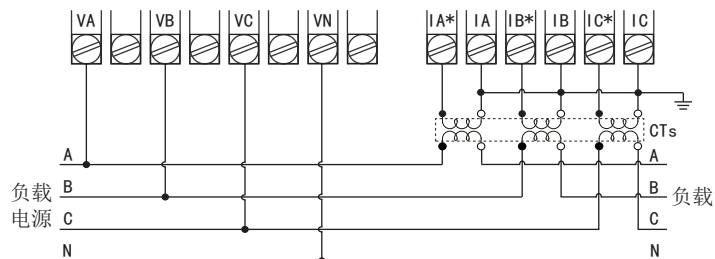 VA VB VC VN IA* IA IB* IB IC* IC
CTs
A A
负载 B B 负载
电源 C C
N N